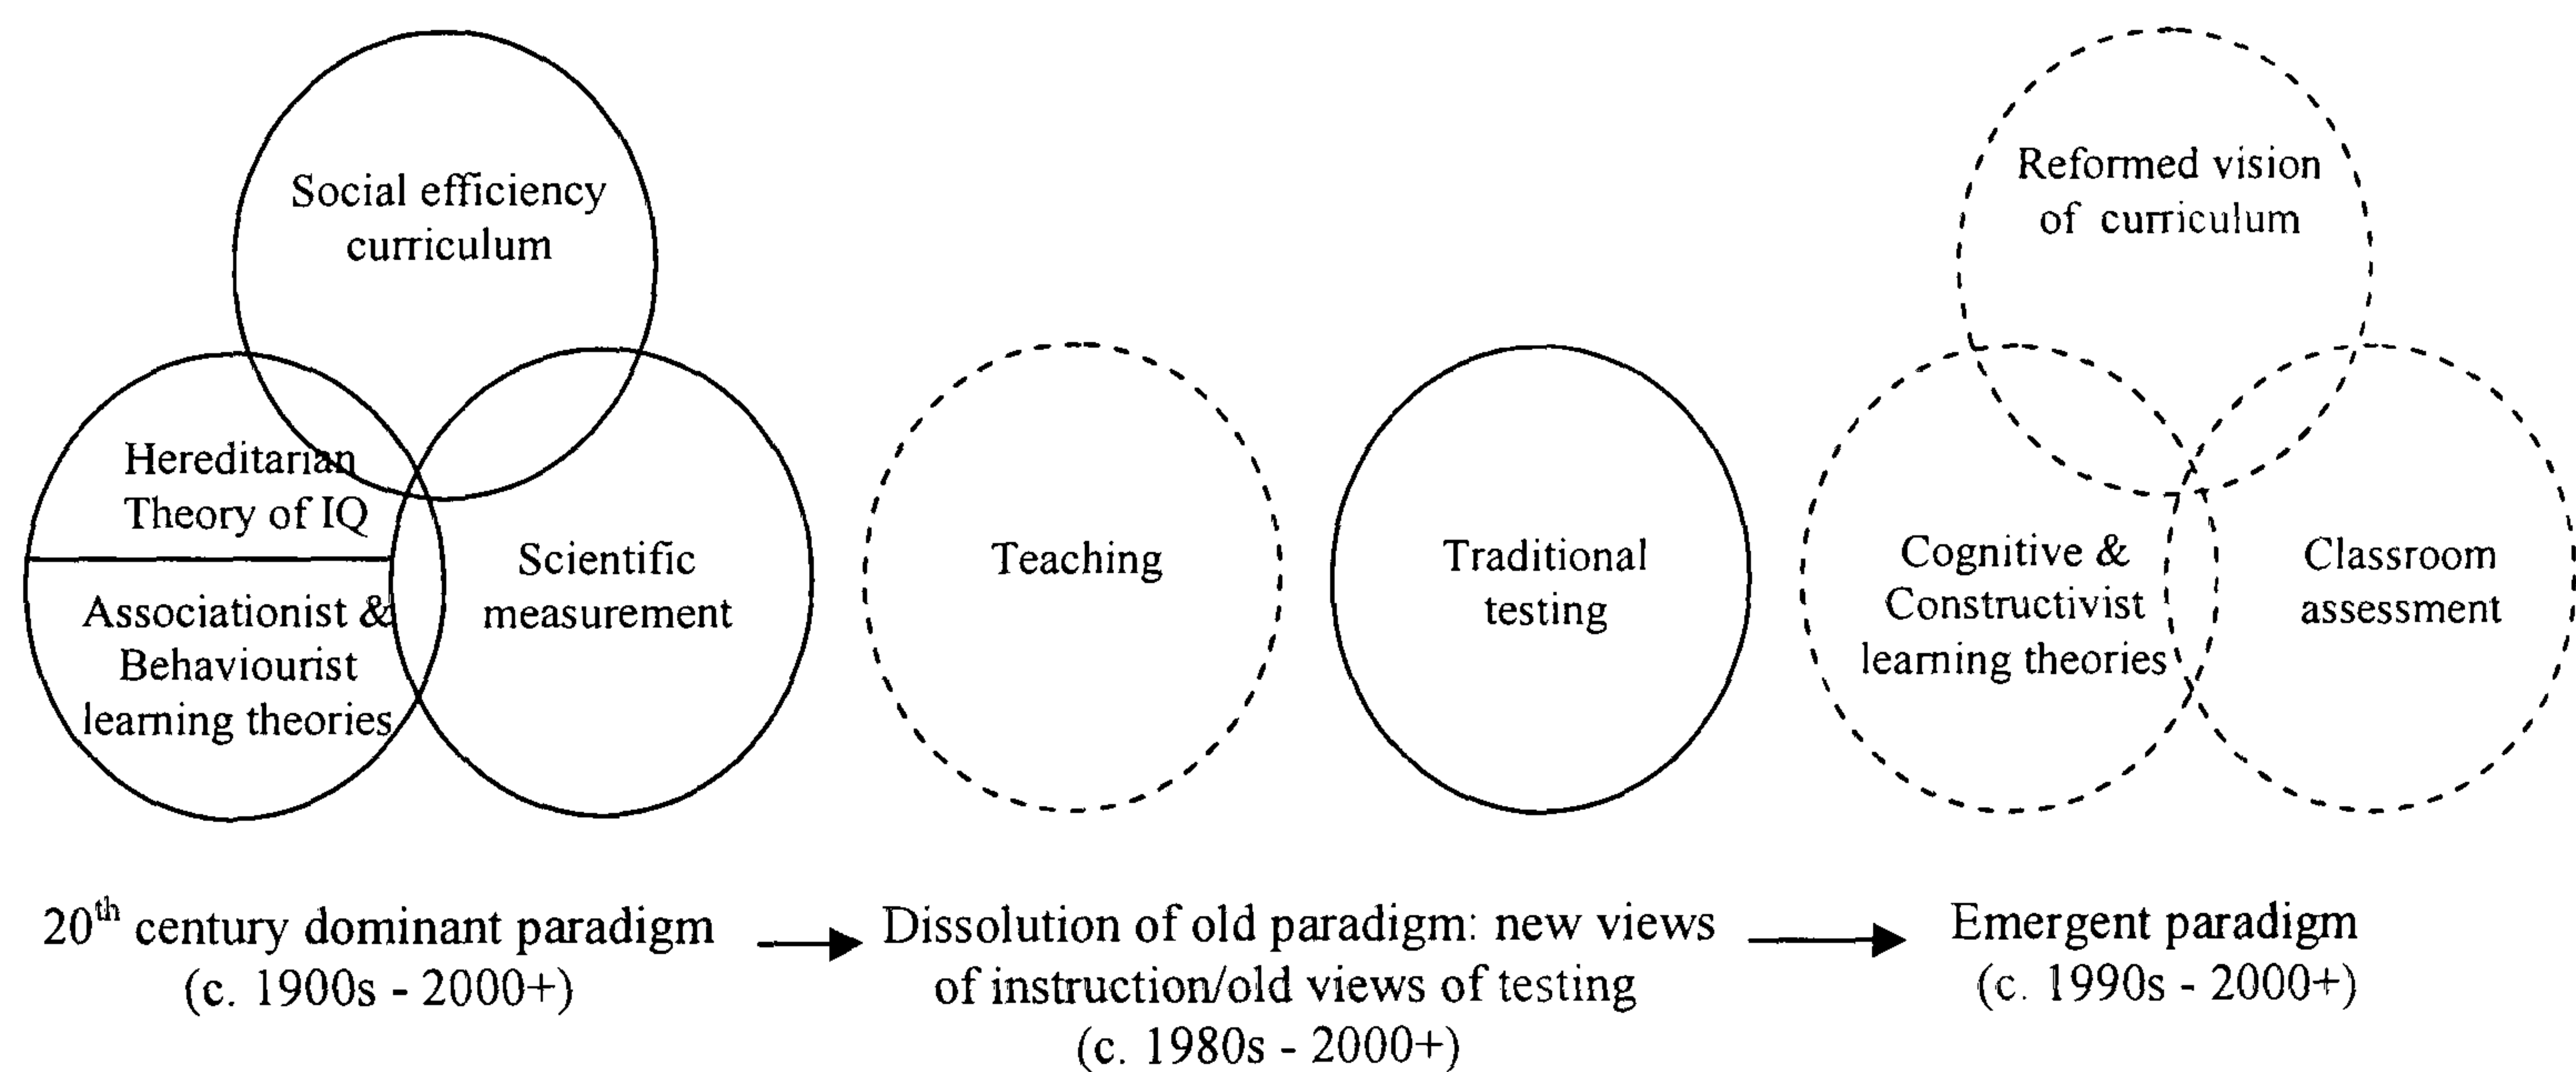 Social efficiency
curriculum
Hereditarian
Theory of IQ
Associationist &
Behaviourist
learning theories
Scientific
measurement
Teaching
Traditional
testing
Reformed vision
of curriculum
Cognitive &
Constructivist
learning theories
Classroom
assessment
20th century dominant paradigm
(c. 1900s - 2000+)
Dissolution of old paradigm: new views
of instruction/old views of testing
(c. 1980s - 2000+)
Emergent paradigm
(c. 1990s - 2000+)